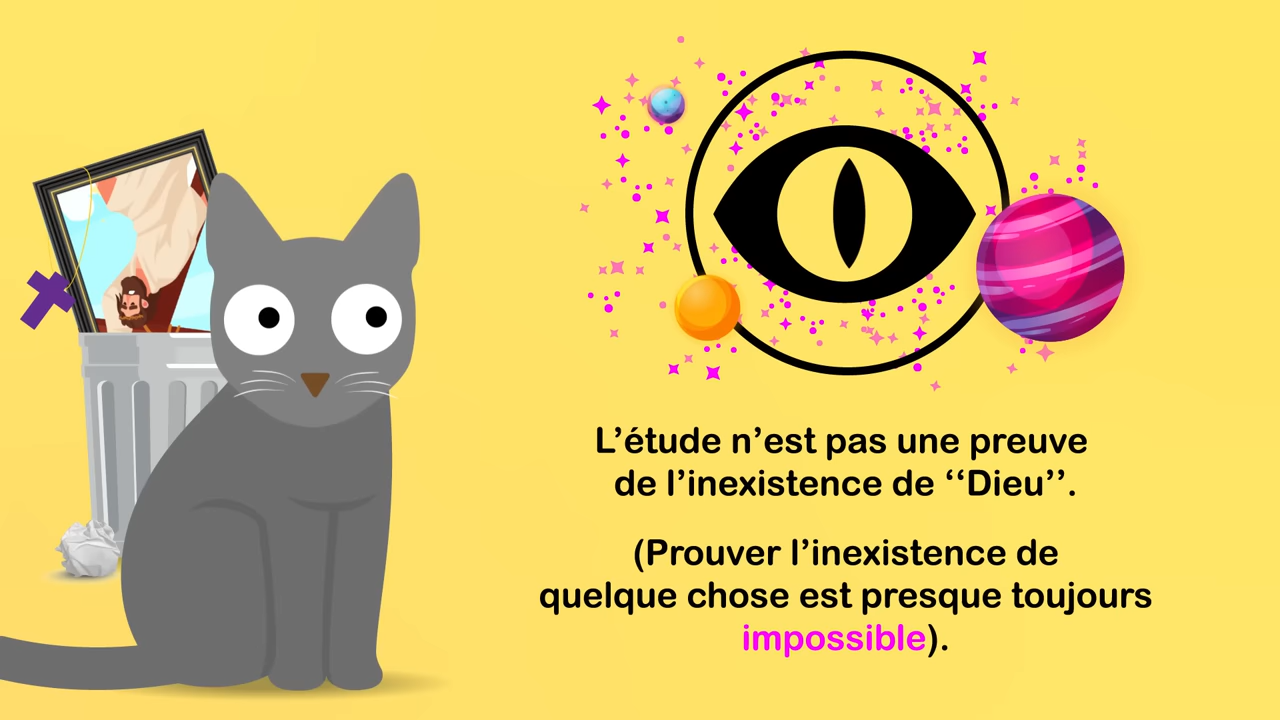 L’étude n’est pas une preuve
de l’inexistence de ‘‘Dieu’’.
(Prouver l’inexistence de
quelque chose est presque toujours
impossible).